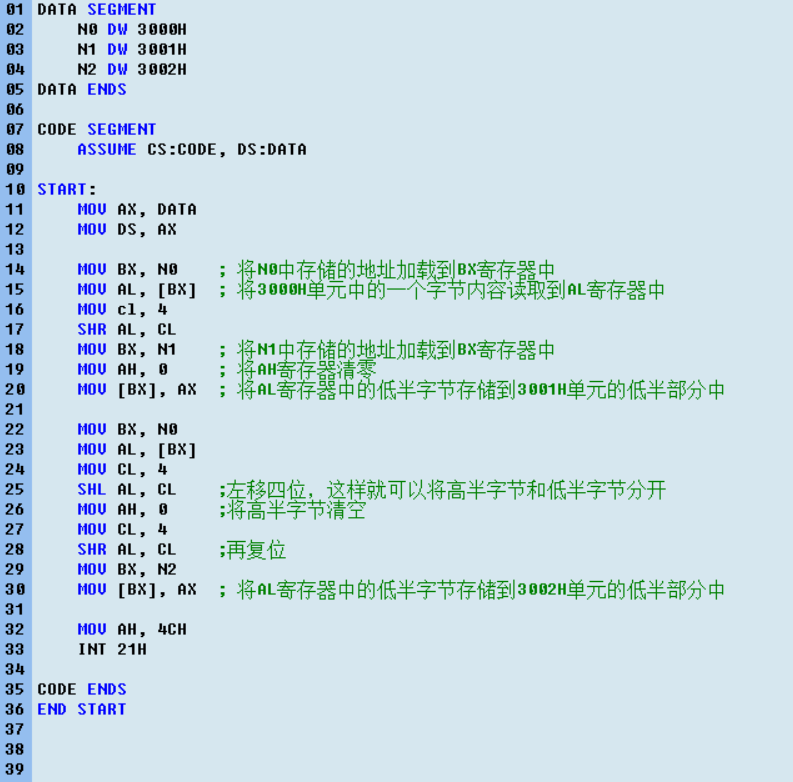 01 DATA SEGMENT
02     N0 DW 3000H
03     N1 DW 3001H
04     N2 DW 3002H
05 DATA ENDS
06
07 CODE SEGMENT
08     ASSUME CS:CODE, DS:DATA
09
10 START:
11     MOV AX, DATA
12     MOV DS, AX
13
14     MOV BX, N0    ; 将N0中存储的地址加载到BX寄存器中
15     MOV AL, [BX]  ; 将3000H单元中的一个字节内容读取到AL寄存器中
16     MOV cl, 4
17     SHR AL, CL
18     MOV BX, N1    ; 将N1中存储的地址加载到BX寄存器中
19     MOV AH, 0     ; 将AH寄存器清零
20     MOV [BX], AX  ; 将AL寄存器中的低半字节存储到3001H单元的低半部分中
21
22     MOV BX, N0
23     MOV AL, [BX]
24     MOV CL, 4
25     SHL AL, CL    ;左移四位，这样就可以将高半字节和低半字节分开
26     MOV AH, 0     ;将高半字节清空
27     MOV CL, 4
28     SHR AL, CL    ;再复位
29     MOV BX, N2
30     MOV [BX], AX  ; 将AL寄存器中的低半字节存储到3002H单元的低半部分中
31
32     MOV AH, 4CH
33     INT 21H
34
35 CODE ENDS
36 END START
37
38
39